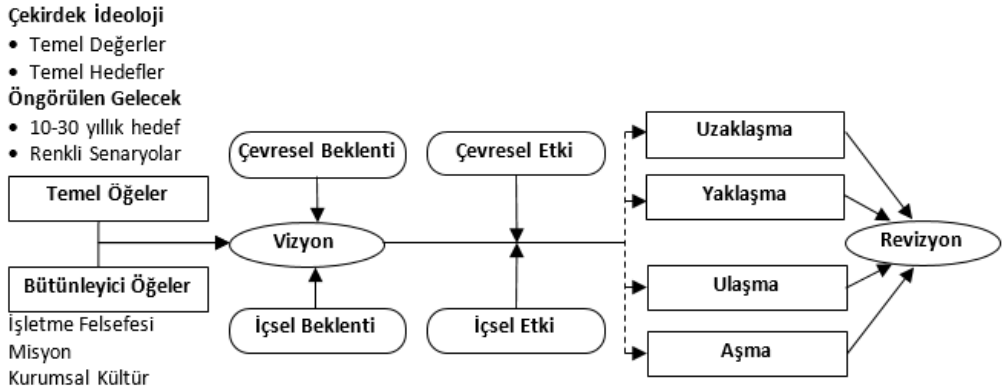 Çekirdek İdeoloji
• Temel Değerler
• Temel Hedefler
Öngörülen Gelecek
• 10-30 yıllık hedef
• Renkli Senaryolar
Temel Öğeler
Bütünleyici Öğeler
İşletme Felsefesi
Misyon
Kurumsal Kültür
Çevresel Beklenti
Vizyon
İçsel Beklenti
Çevresel Etki
İçsel Etki
Uzaklaşma
Yaklaşma
Ulaşma
Aşma
Revizyon